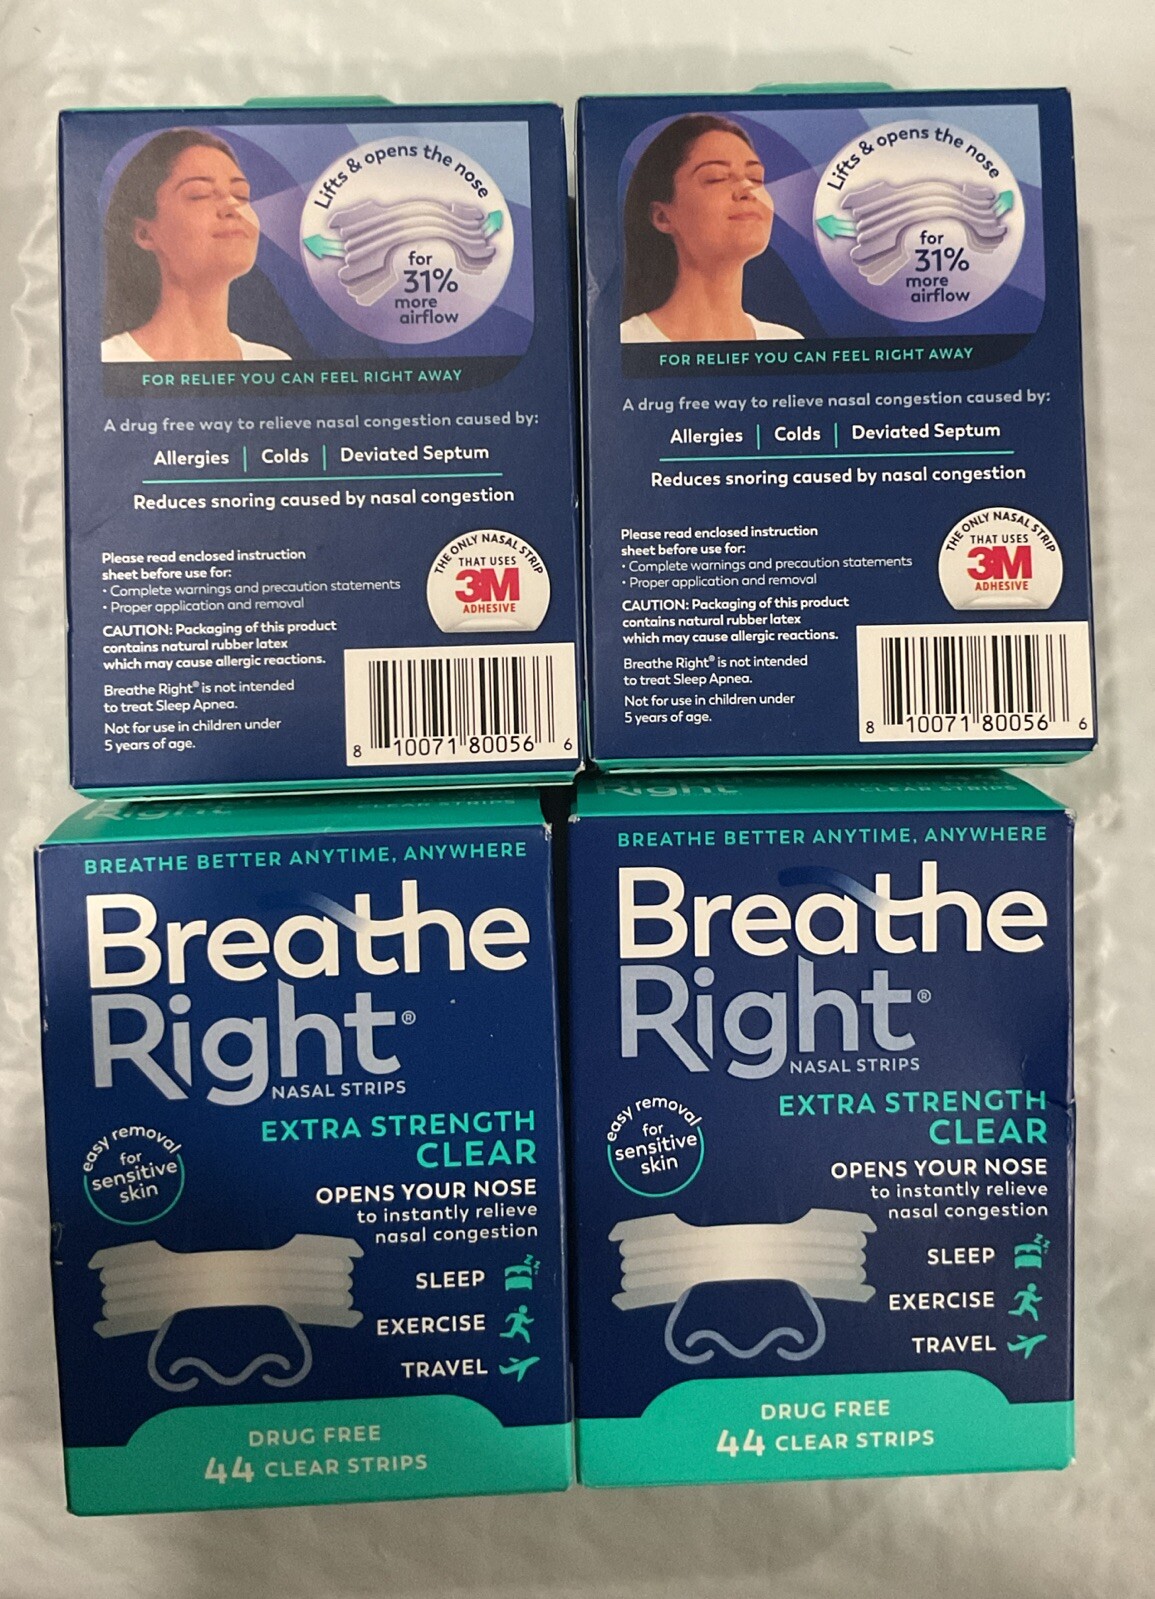 Lifts & opens the nose
for
31%
more
airflow
FOR RELIEF YOU CAN FEEL RIGHT AWAY
A drug free way to relieve nasal congestion caused by:
Allergies | Colds | Deviated Septum
Reduces snoring caused by nasal congestion
Please read enclosed instruction
sheet before use for:
• Complete warnings and precaution statements
• Proper application and removal
CAUTION: Packaging of this product
contains natural rubber latex
which may cause allergic reactions.
Breathe Right® is not intended
to treat Sleep Apnea.
Not for use in children under
5 years of age.
THE ONLY NASAL STRIP
THAT USES
3M
ADHESIVE
8 10071 80056 6
Lifts & opens the nose
for
31%
more
airflow
FOR RELIEF YOU CAN FEEL RIGHT AWAY
A drug free way to relieve nasal congestion caused by:
Allergies | Colds | Deviated Septum
Reduces snoring caused by nasal congestion
Please read enclosed instruction
sheet before use for:
• Complete warnings and precaution statements
• Proper application and removal
CAUTION: Packaging of this product
contains natural rubber latex
which may cause allergic reactions.
Breathe Right® is not intended
to treat Sleep Apnea.
Not for use in children under
5 years of age.
THE ONLY NASAL STRIP
THAT USES
3M
ADHESIVE
8 10071 80056 6
Right
CLEAR STRIPS
BREATHE BETTER ANYTIME, ANYWHERE
Breathe
Right®
NASAL STRIPS
EXTRA STRENGTH
CLEAR
easy removal
for
sensitive
skin
OPENS YOUR NOSE
to instantly relieve
nasal congestion
SLEEP
EXERCISE
TRAVEL
DRUG FREE
44 CLEAR STRIPS
Right
CLEAR STRIPS
BREATHE BETTER ANYTIME, ANYWHERE
Breathe
Right®
NASAL STRIPS
EXTRA STRENGTH
CLEAR
easy removal
for
sensitive
skin
OPENS YOUR NOSE
to instantly relieve
nasal congestion
SLEEP
EXERCISE
TRAVEL
DRUG FREE
44 CLEAR STRIPS